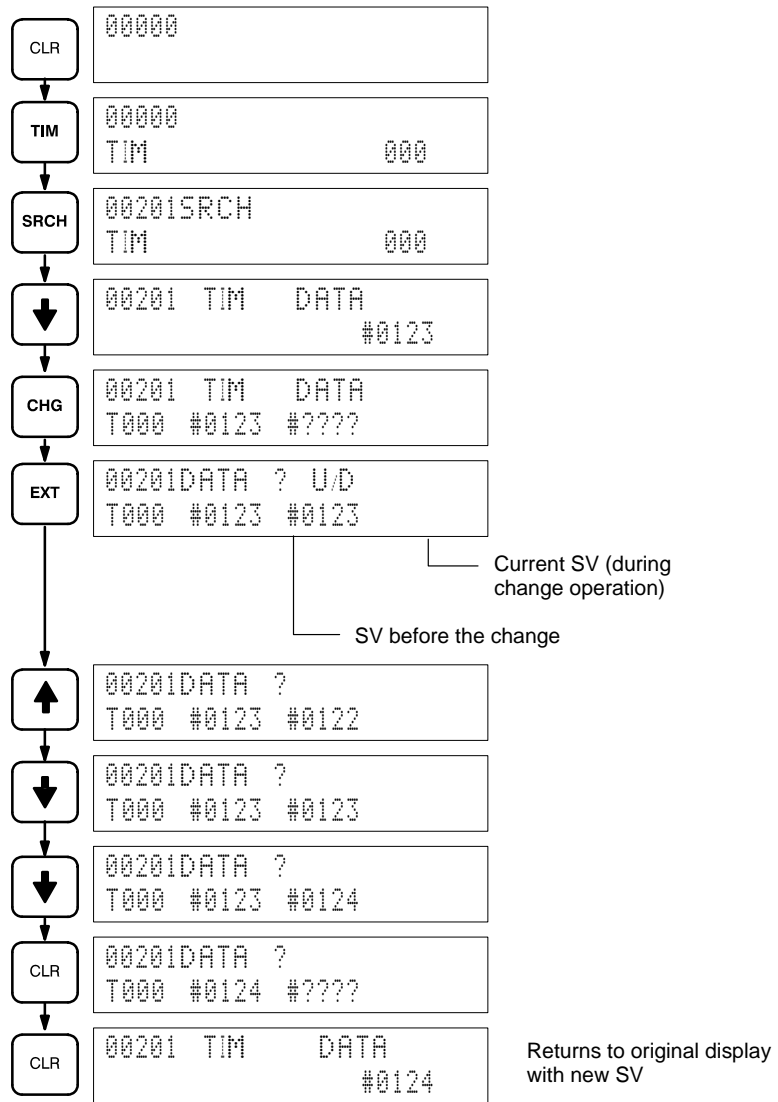 CLR
00000
TIM
00000
TIM 000
SRCH
00201SRCH
TIM 000
00201 TIM DATA
#0123
CHG
00201 TIM DATA
T000 #0123 #????
EXT
00201DATA ? U/D
T000 #0123 #0123
Current SV (during
change operation)
SV before the change
00201DATA ?
T000 #0123 #0122
00201DATA ?
T000 #0123 #0123
00201DATA ?
T000 #0123 #0124
CLR
00201DATA ?
T000 #0124 #????
CLR
00201 TIM DATA
#0124
Returns to original display
with new SV